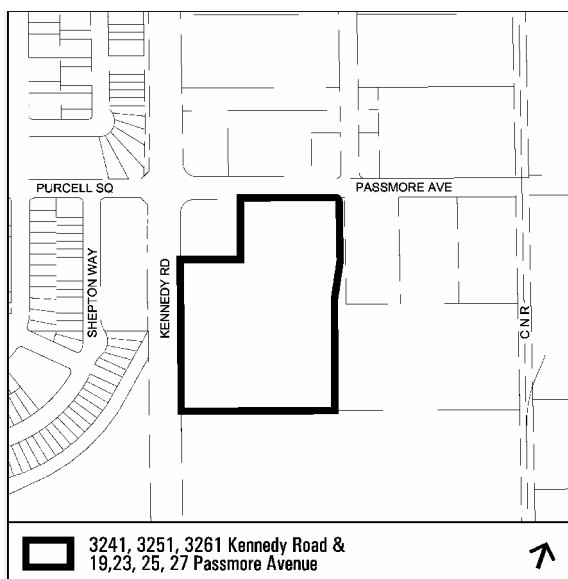 PURCELL SQ
PASSMORE AVE
SHEPTON WAY
KENNEDY RD
C N R
3241, 3251, 3261 Kennedy Road &
19,23, 25, 27 Passmore Avenue